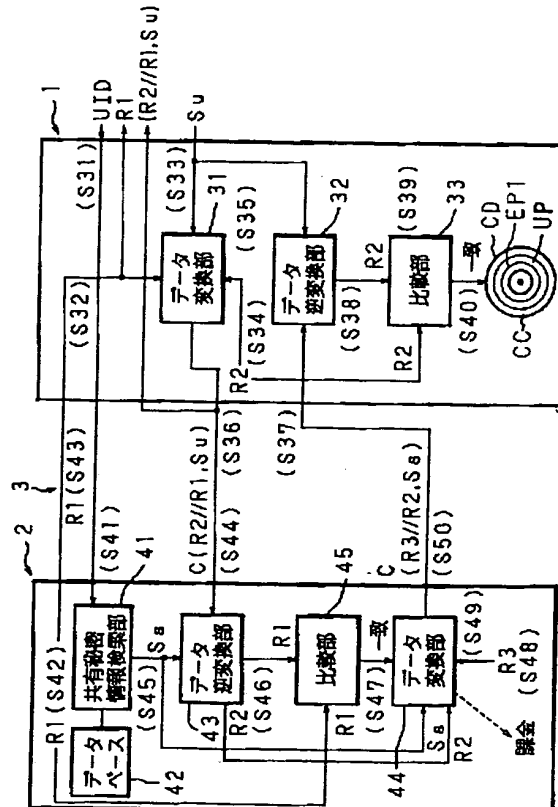 1
UID
R1
(R2//R1,Su)
Su
(S31)
(S32)
(S33)
(S35)
31
データ
変換部
R2
(S34)
32
データ
逆変換部
(S38)
R2
(S39)
33
比較部
R2
(S40)
一致
CD
EP1
UP
CC
3
R1(S43)
(S41)
(S36)
C(R2//R1,Su)
(S44)
(S37)
C
(R3//R2,Sa)
(S50)
2
R1(S42)
41
共有秘密
情報検索部
データ
ベース
42
(S45)
Sa
データ
逆変換部
43
R2
(S46)
R1
45
比較部
R1
(S47)
一致
データ
変換部
44
Sa
R2
(S49)
R3
(S48)
課金